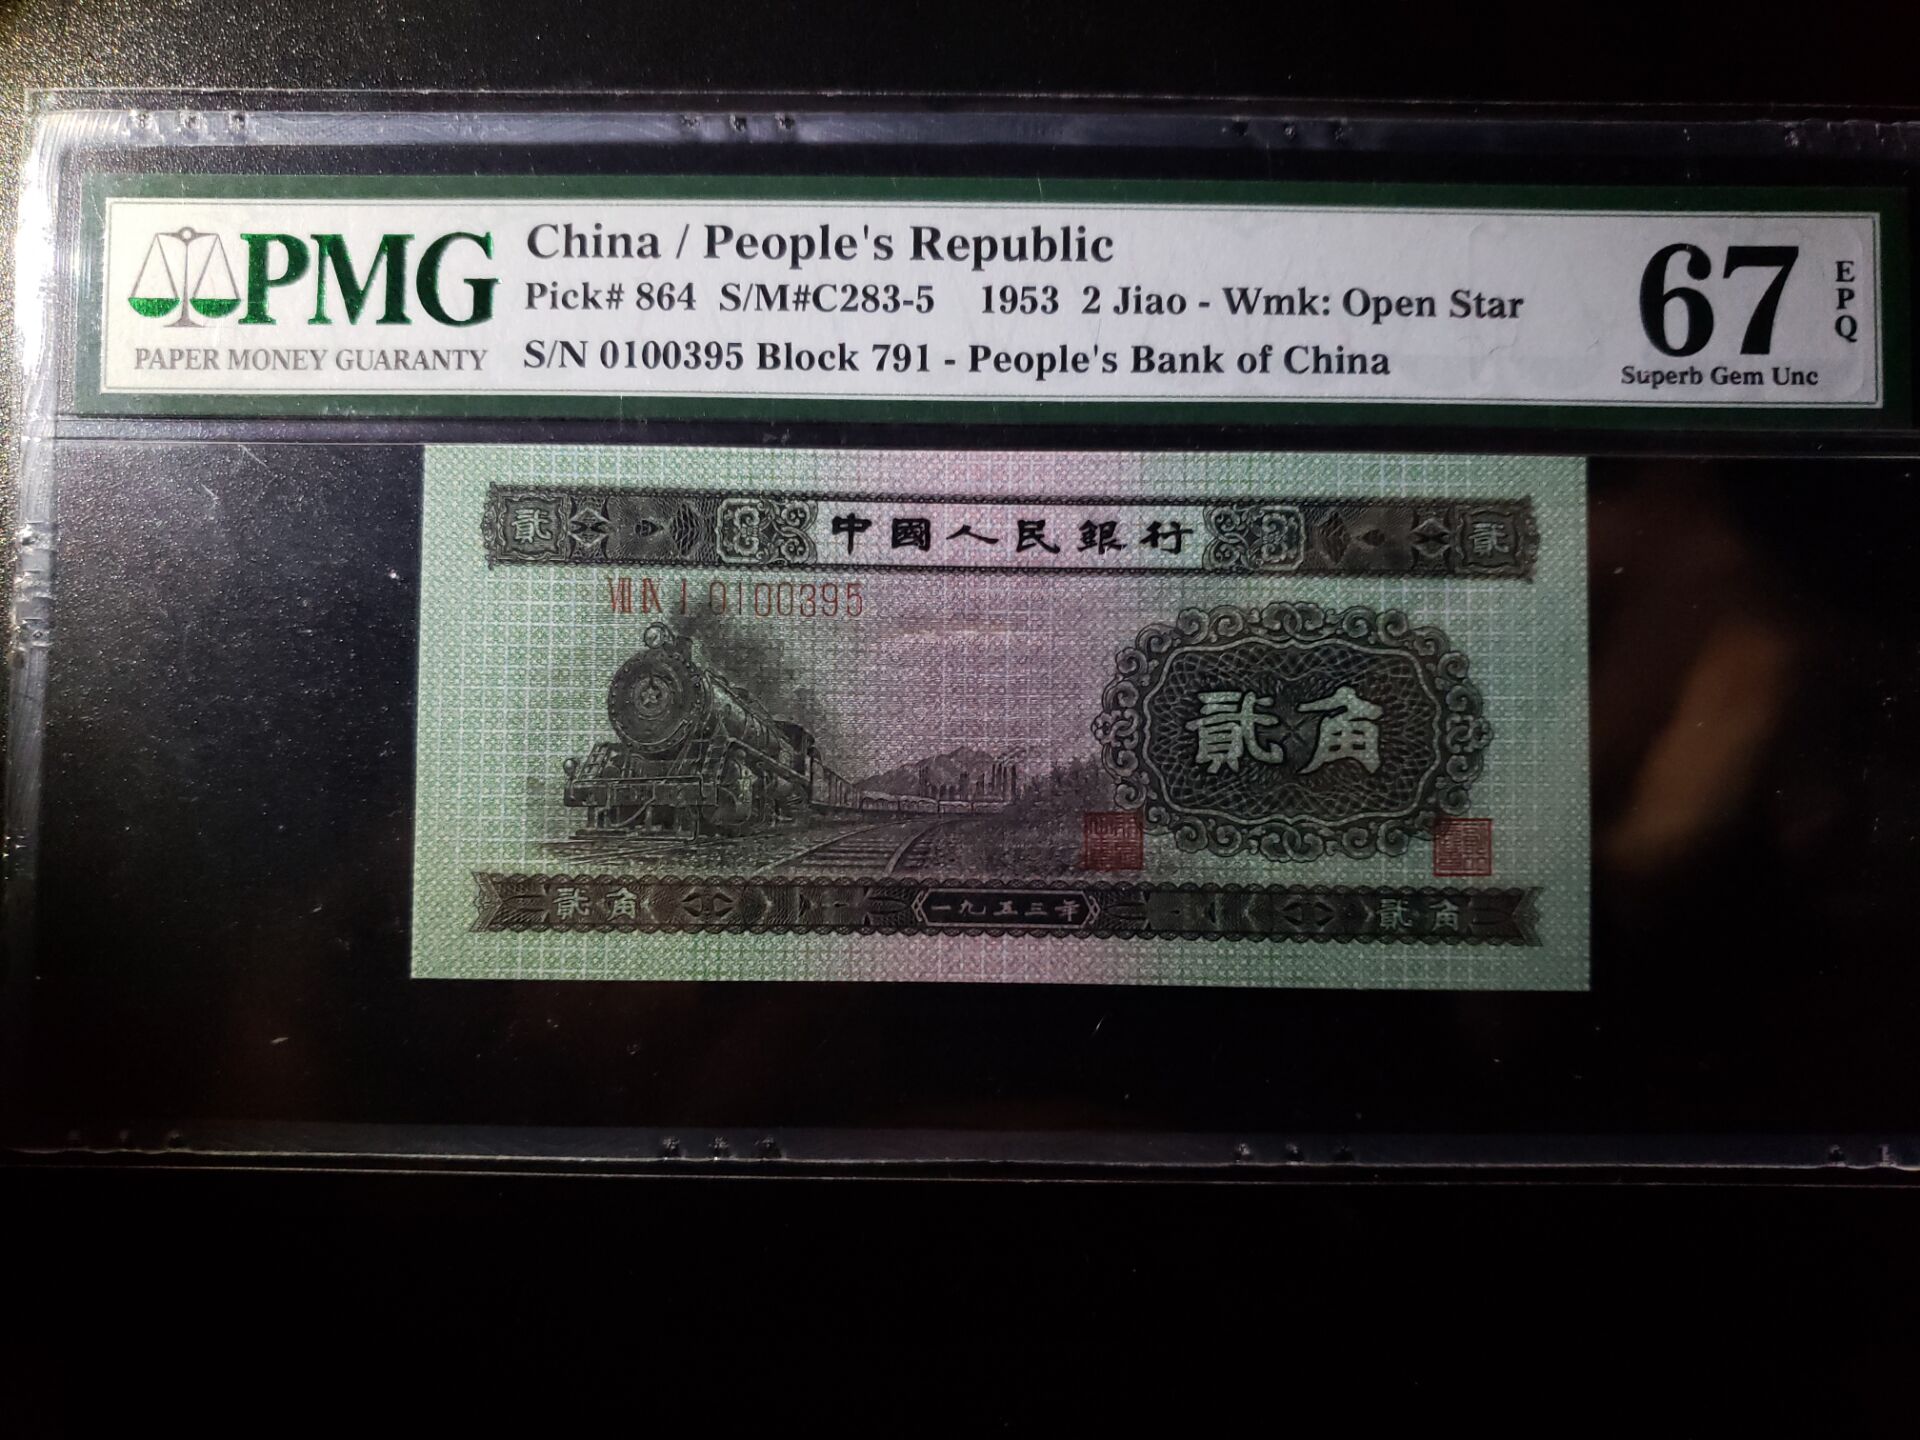 PMG
PAPER MONEY GUARANTY
China / People's Republic
Pick# 864 S/M#C283-5 1953 2 Jiao - Wmk: Open Star
S/N 0100395 Block 791 - People's Bank of China
67
EPQ
Superb Gem Unc
貳 中國人民銀行 貳
VII IX I 0100395
貳角
貳角 一九五三年 貳角